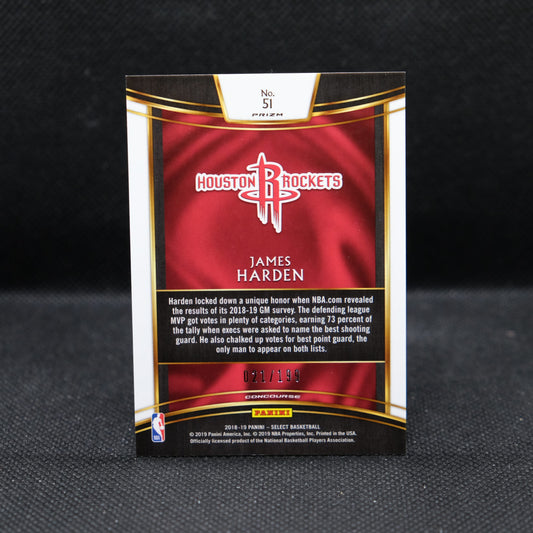 No.
51
PRIZM
HOUSTON ROCKETS
JAMES
HARDEN
Harden locked down a unique honor when NBA.com revealed
the results of its 2018-19 GM survey. The defending league
MVP got votes in plenty of categories, earning 73 percent of
the tally when execs were asked to name the best shooting
guard. He also chalked up votes for best point guard, the
only man to appear on both lists.
021/199
CONCOURSE
PANINI
2018-19 PANINI – SELECT BASKETBALL
© 2019 Panini America, Inc. © 2019 NBA Properties, Inc. Printed in the USA.
Officially licensed product of the National Basketball Players Association.